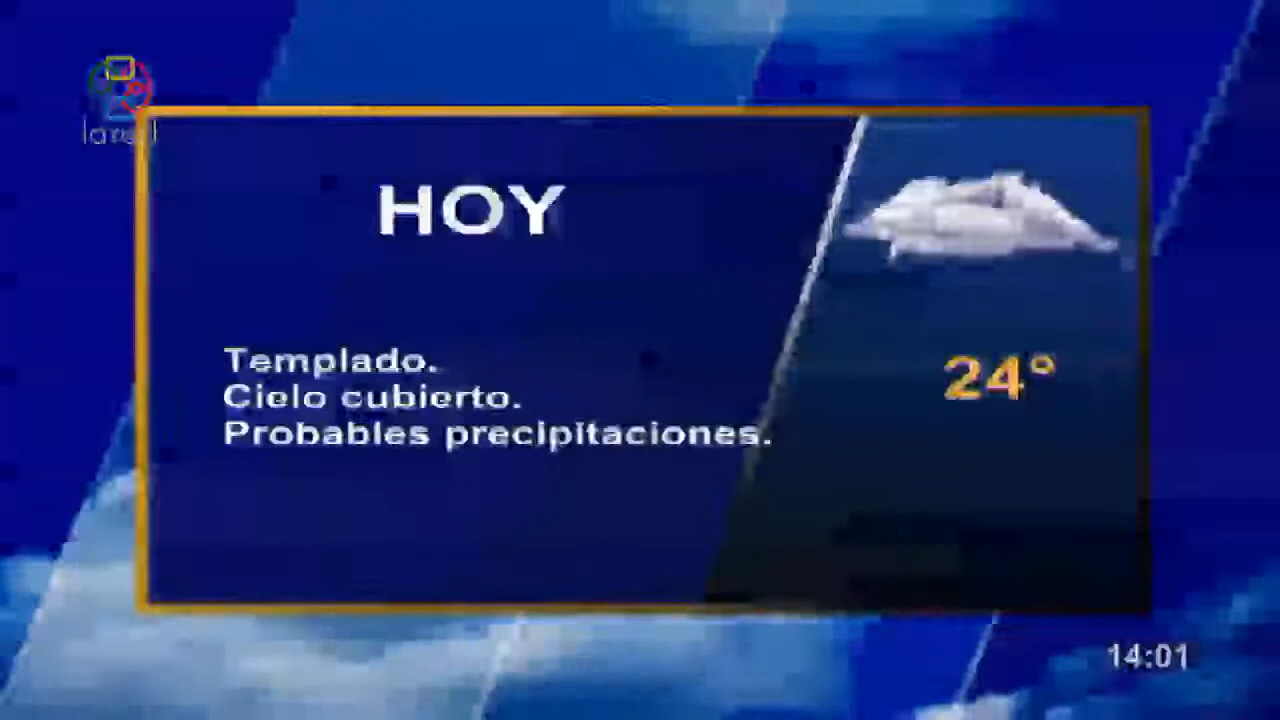 HOY
Templado.
Cielo cubierto.
Probables precipitaciones.
24°
14:01